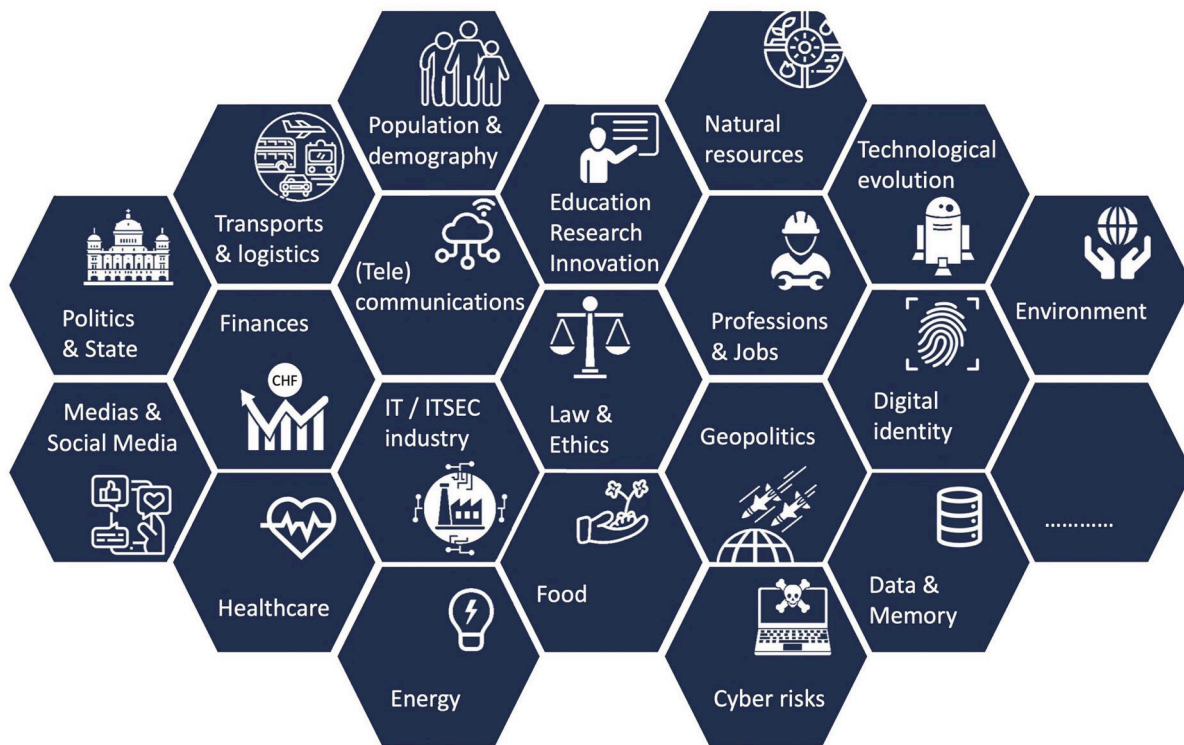 Population &
demography
Natural
resources
Transports
& logistics
Education
Research
Innovation
Technological
evolution
Politics
& State
(Tele)
communications
Professions
& Jobs
Environment
Finances
CHF
Law &
Ethics
Digital
identity
Medias &
Social Media
IT / ITSEC
industry
Geopolitics
............
Healthcare
Food
Data &
Memory
Energy
Cyber risks